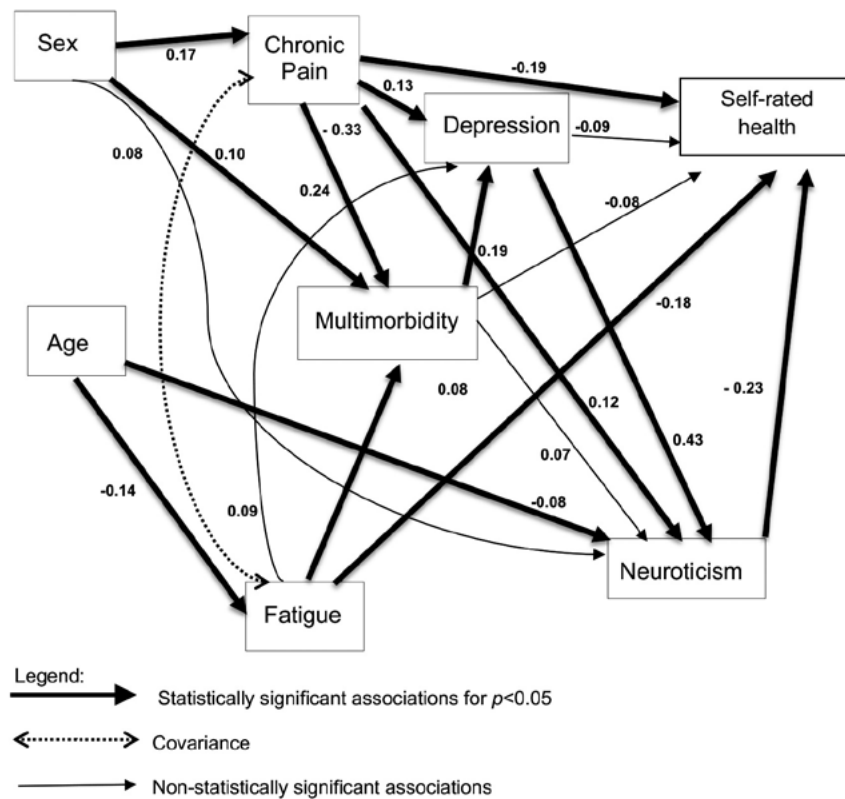 Sex
0.17
Chronic
Pain
-0.19
0.13
Self-rated
health
Depression
-0.09
- 0.33
0.08
0.10
0.24
-0.08
0.19
Multimorbidity
-0.18
Age
0.08
0.12
- 0.23
0.43
0.07
-0.14
0.09
-0.08
Neuroticism
Fatigue
Legend:
Statistically significant associations for p<0.05
Covariance
Non-statistically significant associations